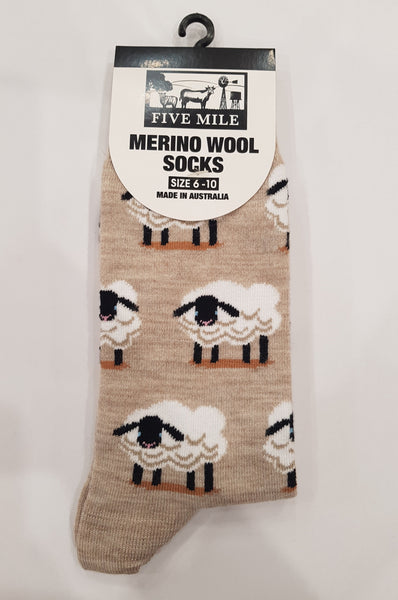 FIVE MILE
MERINO WOOL
SOCKS
SIZE 6-10
MADE IN AUSTRALIA